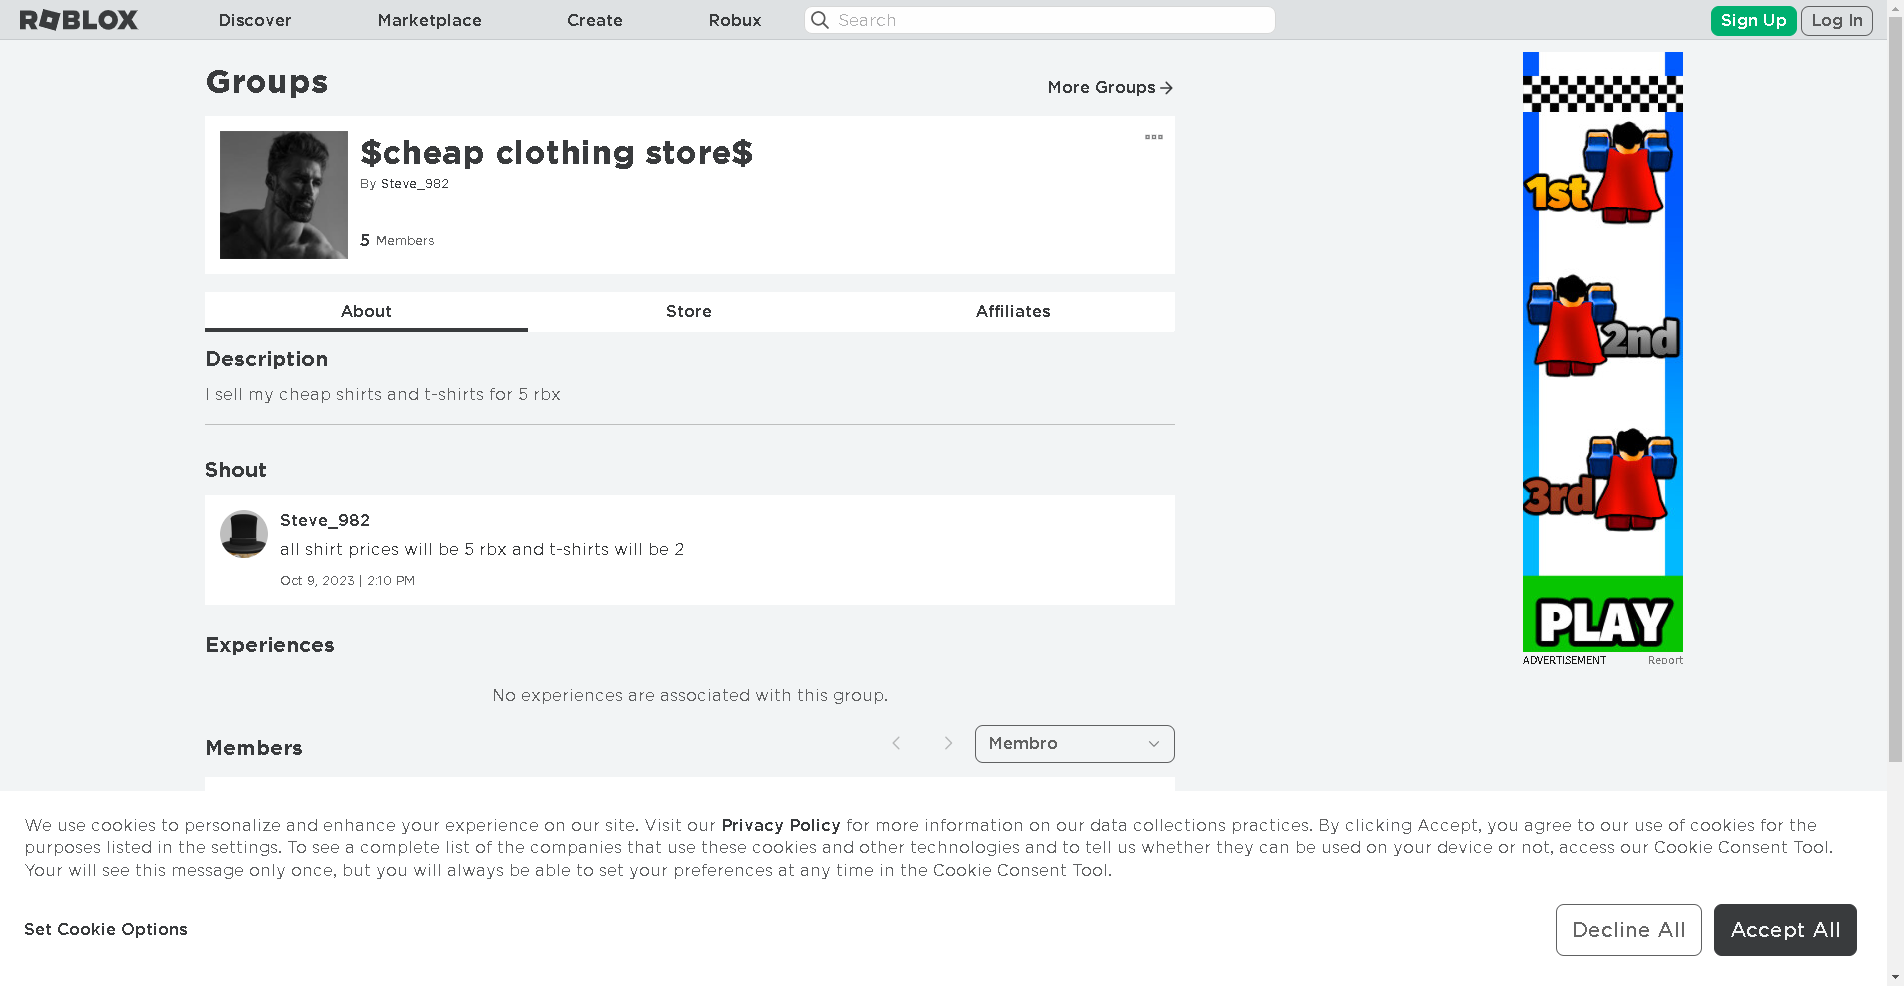 ROBLOX
Discover
Marketplace
Create
Robux
Search
Sign Up
Log In
Groups
More Groups
$cheap clothing store$
By Steve_982
5 Members
About
Store
Affiliates
Description
I sell my cheap shirts and t-shirts for 5 rbx
Shout
Steve_982
all shirt prices will be 5 rbx and t-shirts will be 2
Oct 9, 2023 | 2:10 PM
Experiences
No experiences are associated with this group.
Members
Membro
1st
2nd
3rd
PLAY
ADVERTISEMENT
Report
We use cookies to personalize and enhance your experience on our site. Visit our Privacy Policy for more information on our data collections practices. By clicking Accept, you agree to our use of cookies for the
purposes listed in the settings. To see a complete list of the companies that use these cookies and other technologies and to tell us whether they can be used on your device or not, access our Cookie Consent Tool.
Your will see this message only once, but you will always be able to set your preferences at any time in the Cookie Consent Tool.
Set Cookie Options
Decline All
Accept All